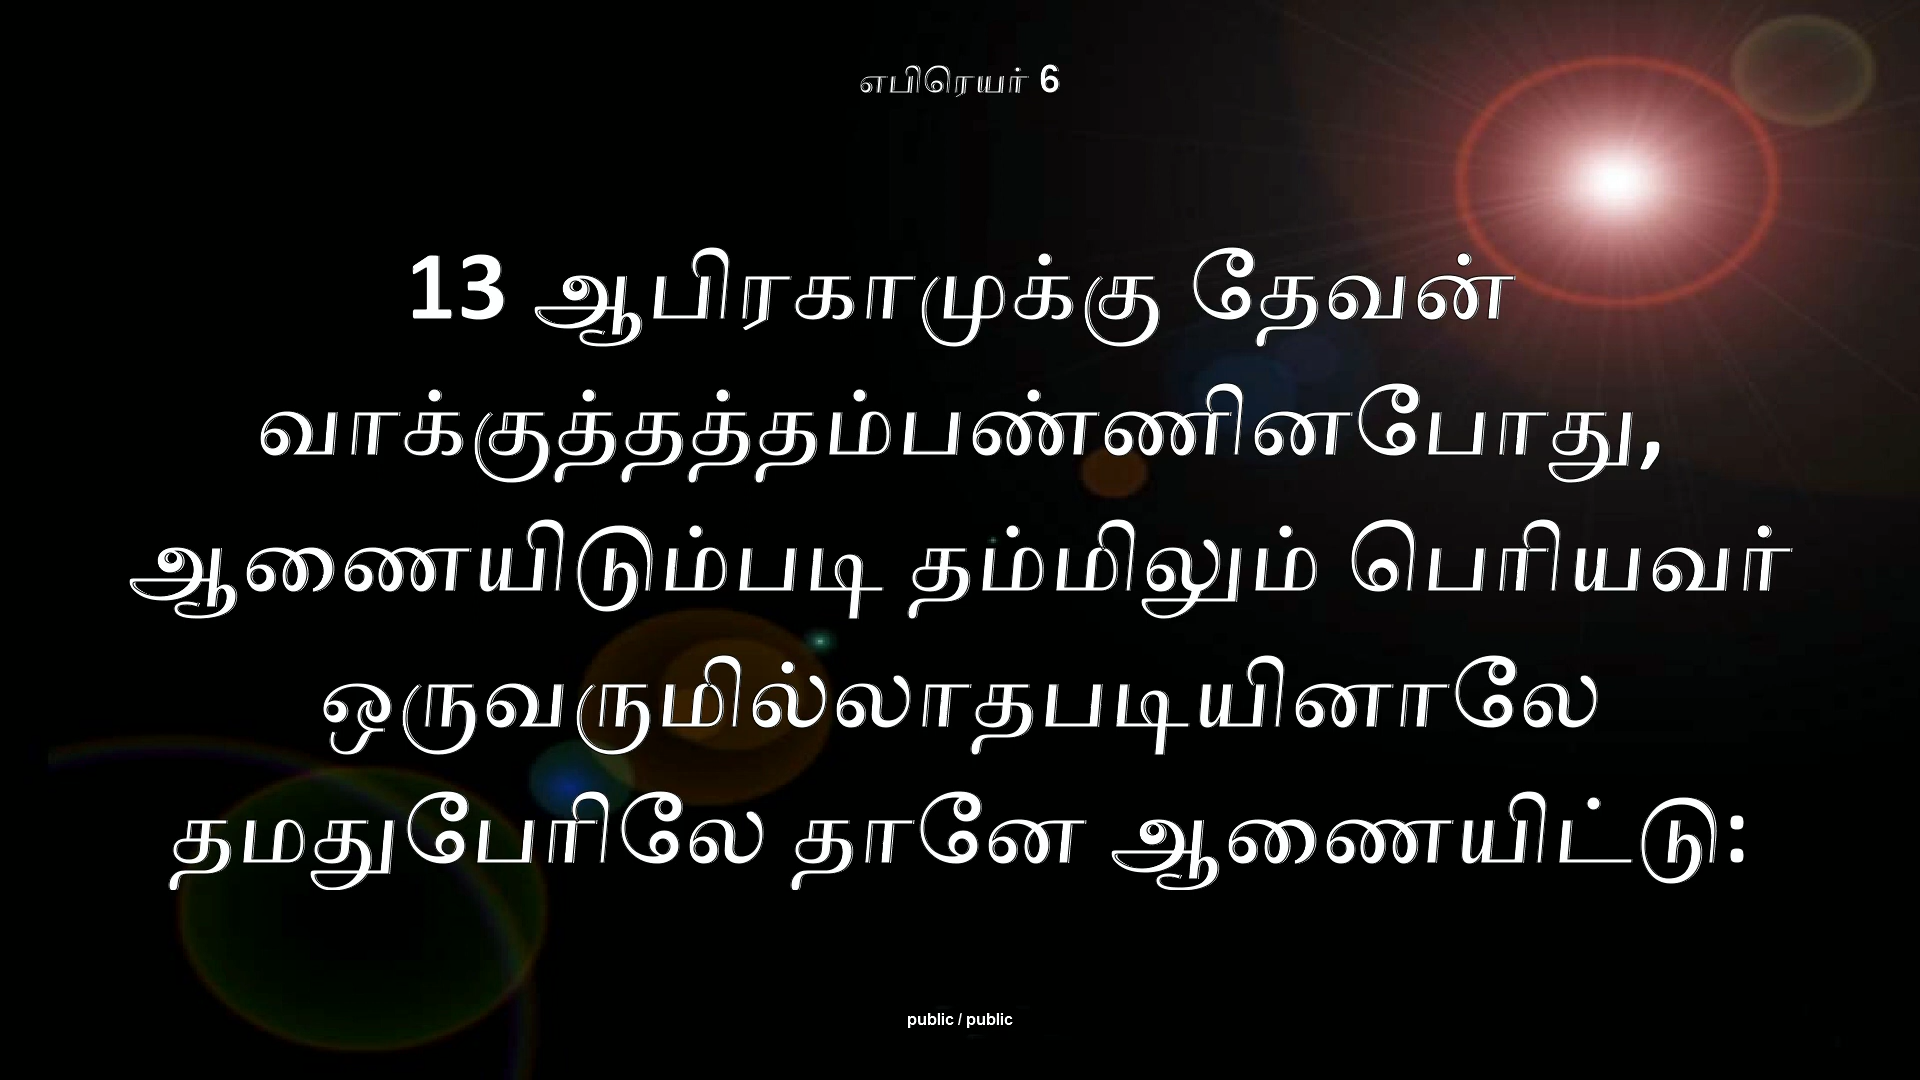 எபிரெயர் 6
13 ஆபிரகாமுக்கு தேவன்
வாக்குத்தத்தம்பண்ணினபோது,
ஆணையிடும்படி தம்மிலும் பெரியவர்
ஒருவருமில்லாதபடியினாலே
தமதுபேரிலே தானே ஆணையிட்டு:
public / public